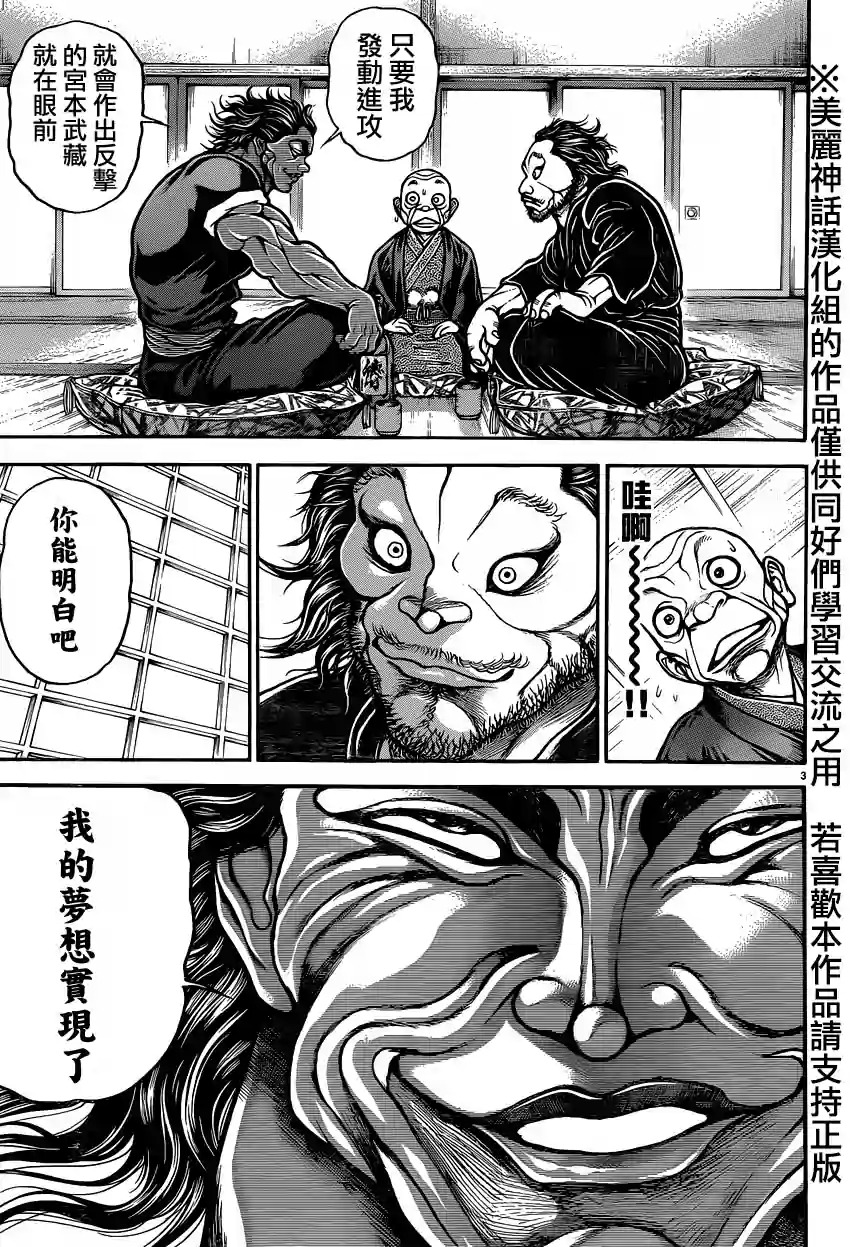 只要我
發動進攻
就會作出反擊
的宮本武藏
就在眼前
哇啊~~~~!!
你能明白吧
3
我的夢想實現了
※美麗神話漢化組的作品僅供同好們學習交流之用 若喜歡本作品請支持正版